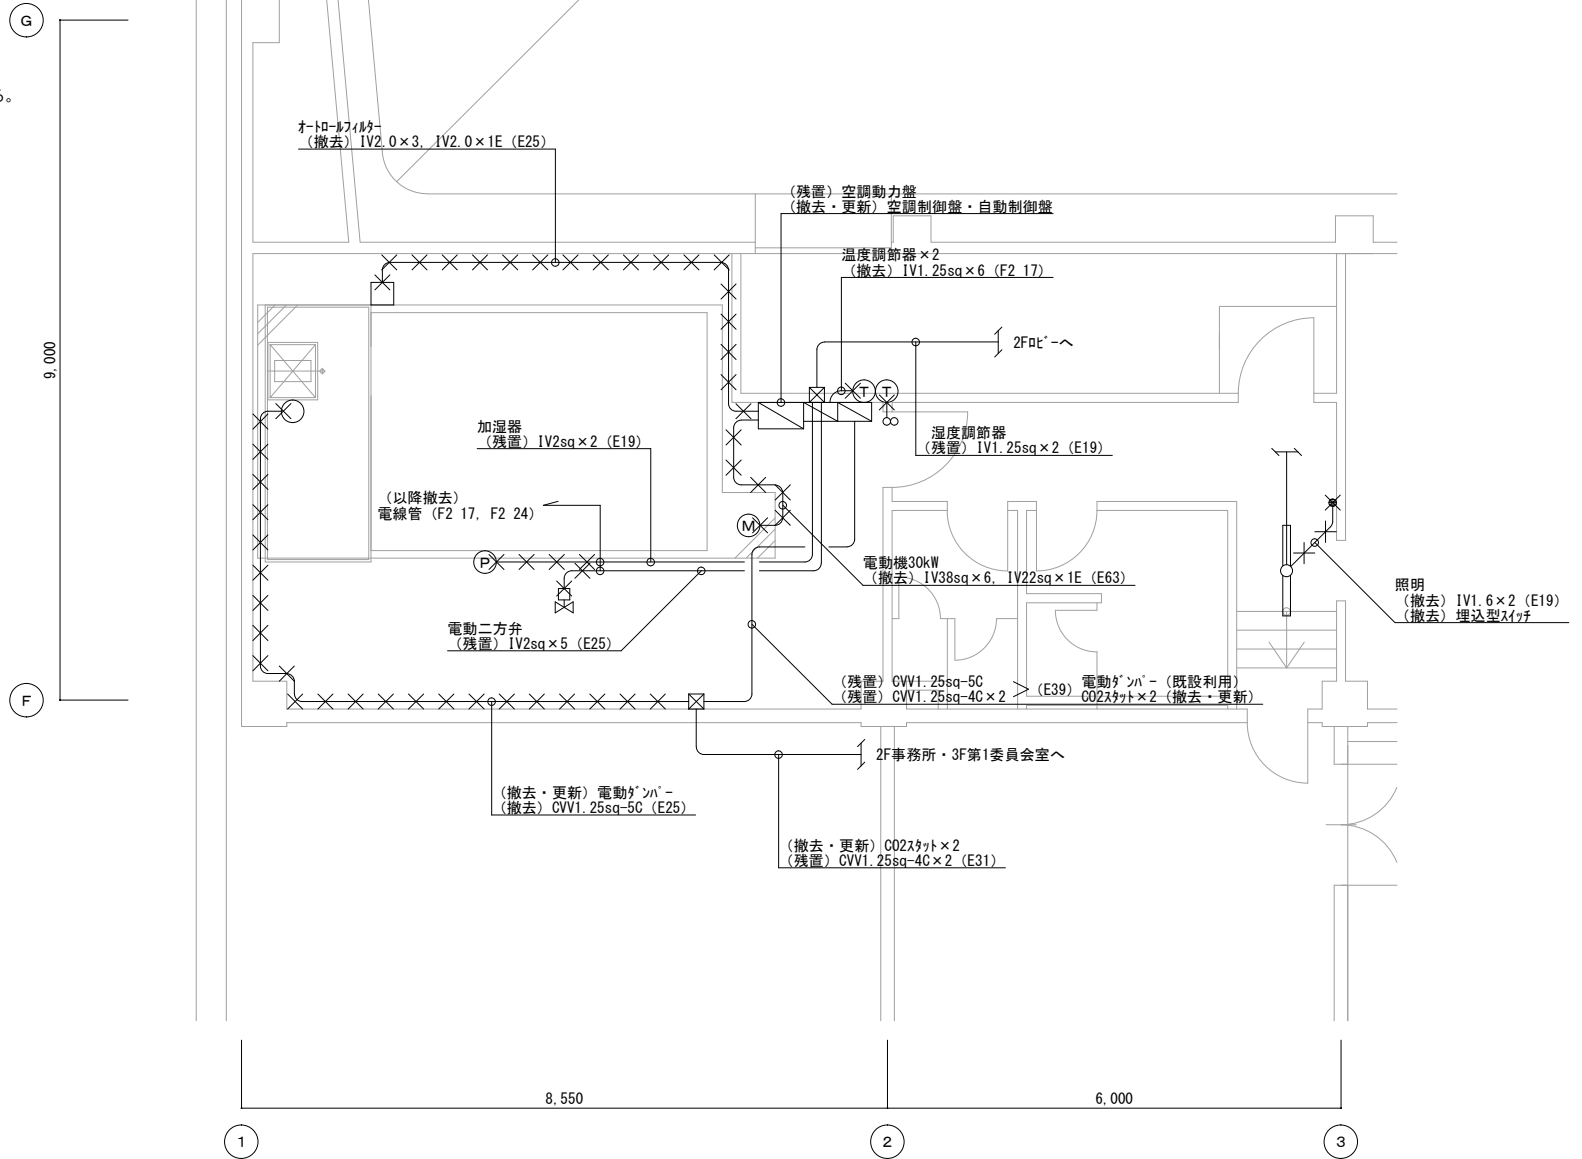 G
る。
オートロールフィルター
（撤去）IV2.0×3, IV2.0×1E（E25）
（残置）空調動力盤
（撤去・更新）空調制御盤・自動制御盤
温度調節器×2
（撤去）IV1.25sq×6（F2 17）
9,000
2Fロビーへ
T
T
加湿器
（残置）IV2sq×2（E19）
湿度調節器
（残置）IV1.25sq×2（E19）
（以降撤去）
電線管（F2 17, F2 24）
M
P
電動機30kW
（撤去）IV38sq×6, IV22sq×1E（E63）
照明
（撤去）IV1.6×2（E19）
（撤去）埋込型スイッチ
電動二方弁
（残置）IV2sq×5（E25）
（残置）CVV1.25sq-5C
（残置）CVV1.25sq-4C×2
（E39）
電動ダンパー（既設利用）
CO2スタット×2（撤去・更新）
F
2F事務所・3F第1委員会室へ
（撤去・更新）電動ダンパー
（撤去）CVV1.25sq-5C（E25）
（撤去・更新）CO2スタット×2
（残置）CVV1.25sq-4C×2（E31）
8,550
6,000
1
2
3